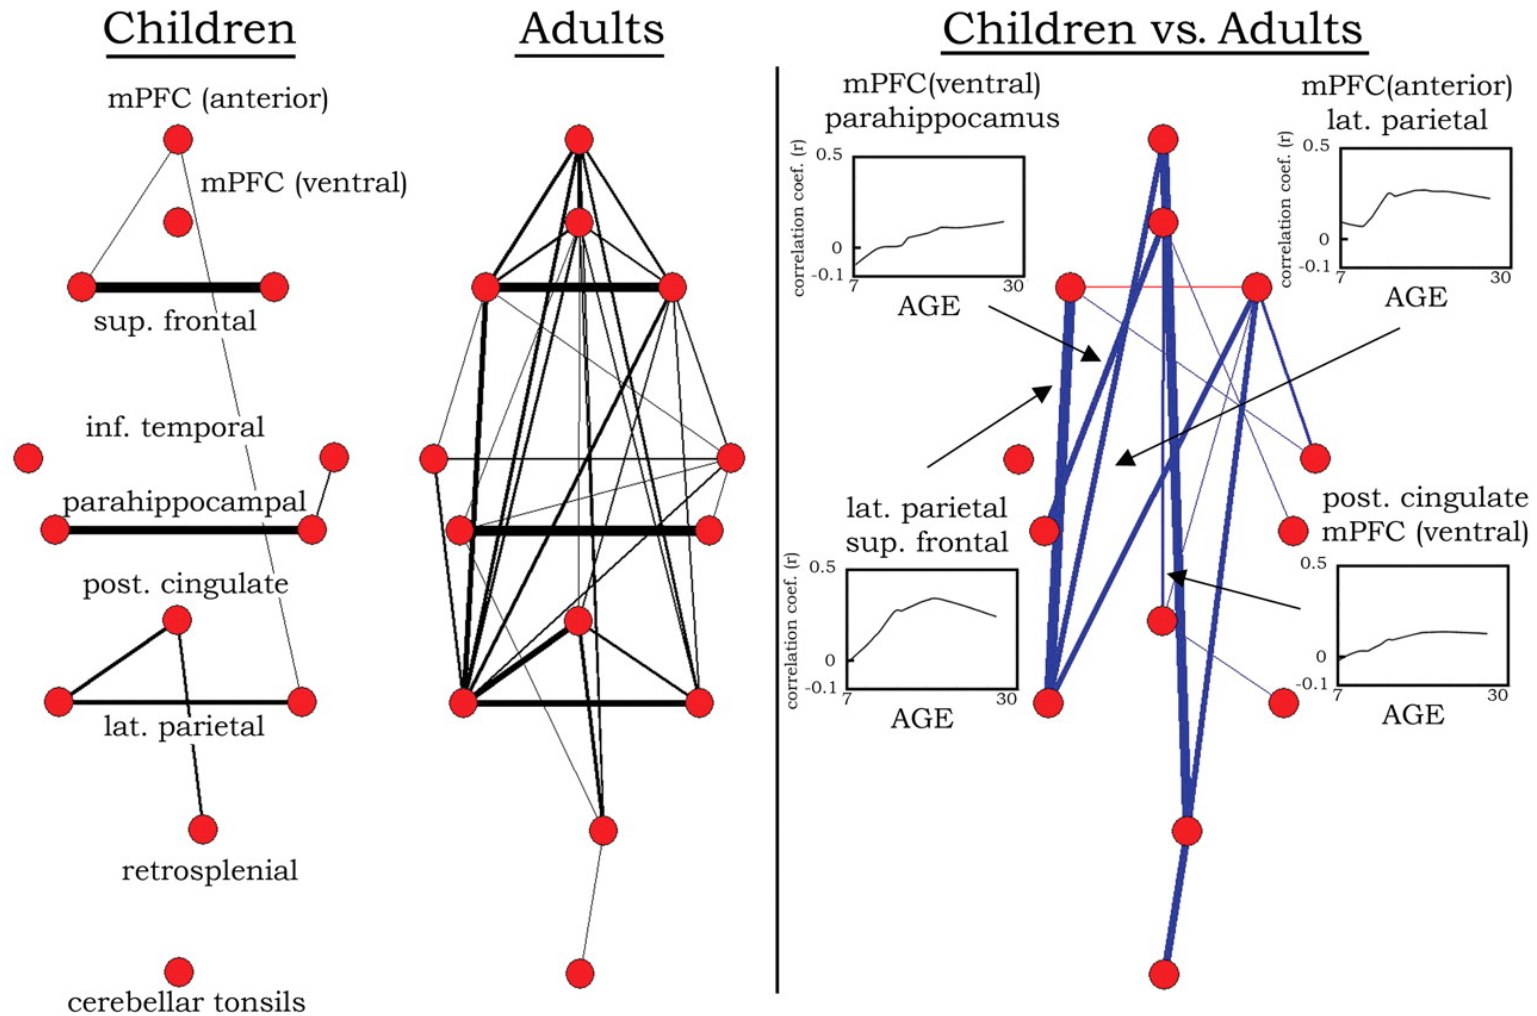 Children
Adults
Children vs. Adults
mPFC (anterior)
mPFC (ventral)
sup. frontal
inf. temporal
parahippocampal
post. cingulate
lat. parietal
retrosplenial
cerebellar tonsils
mPFC(ventral)
parahippocamus
correlation coef. (r)
0.5
0
-0.1
7
30
AGE
mPFC(anterior)
lat. parietal
correlation coef. (r)
0.5
0
-0.1
7
30
AGE
lat. parietal
sup. frontal
correlation coef. (r)
0.5
0
-0.1
7
30
AGE
post. cingulate
mPFC (ventral)
0.5
0
-0.1
7
30
AGE